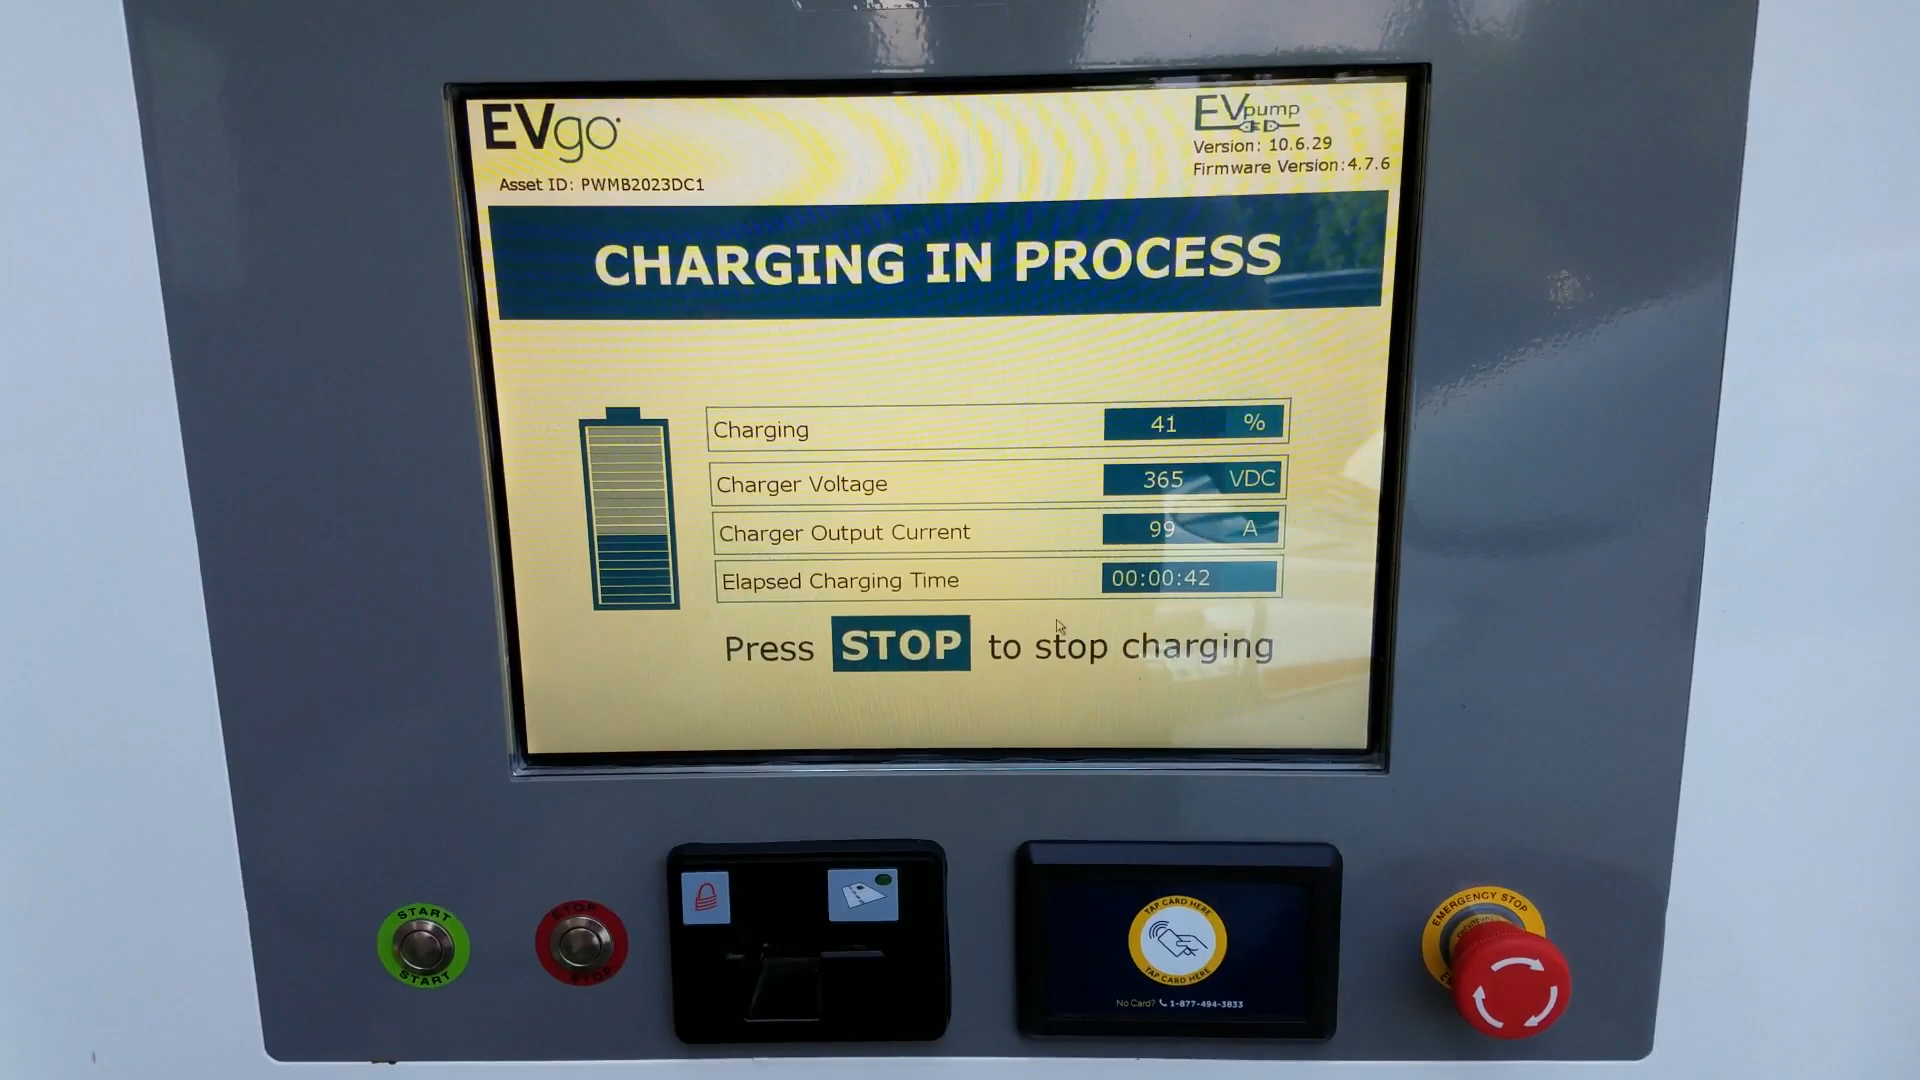 EVgo
EVpump
Version: 10.6.29
Firmware Version:4.7.6
Asset ID: PWMB2023DC1
CHARGING IN PROCESS
Charging 41 %
Charger Voltage 365 VDC
Charger Output Current 99 A
Elapsed Charging Time 00:00:42
Press STOP to stop charging
START
START
STOP
STOP
TAP CARD HERE
TAP CARD HERE
No Card? 1-877-494-3833
EMERGENCY STOP